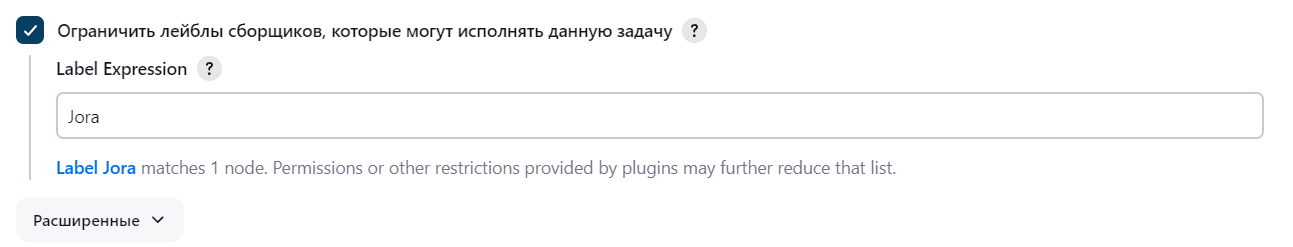 Ограничить лейблы сборщиков, которые могут исполнять данную задачу ?
Label Expression ?
Jora
Label Jora matches 1 node. Permissions or other restrictions provided by plugins may further reduce that list.
Расширенные